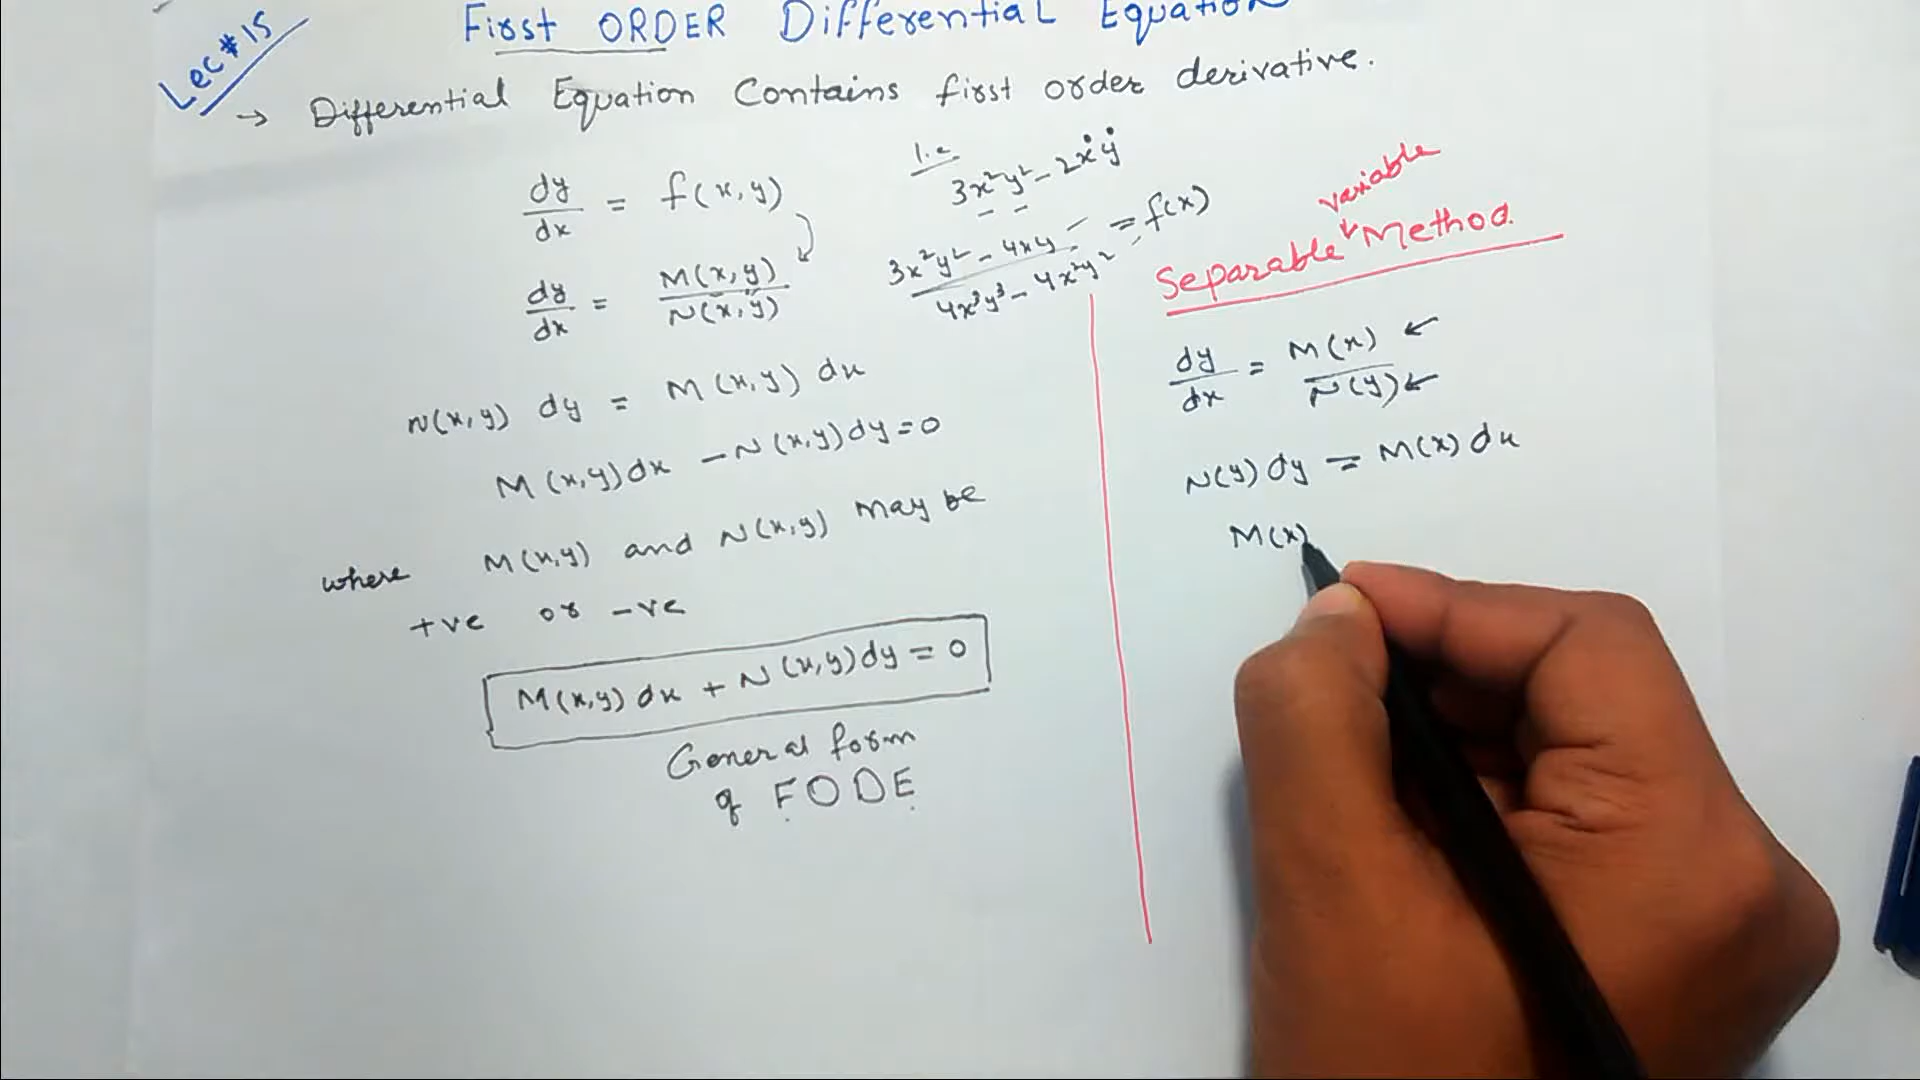 Lec#15
First ORDER Differential Equation
→ Differential Equation Contains first order derivative.
dy/dx = f(x,y)
dy/dx = M(x,y)/N(x,y)
N(x,y) dy = M(x,y) dx
M(x,y)dx - N(x,y)dy=0
where M(x,y) and N(x,y) may be
+ve or -ve
M(x,y) dx + N(x,y)dy = 0
General form
of FODE
i.e
3x²y² - 2xy
3x²y² - 4xy / 4x³y³ - 4x²y² = f(x)
variable
Separable Method
dy/dx = M(x)/N(y)
N(y) dy = M(x) dx
M(x)